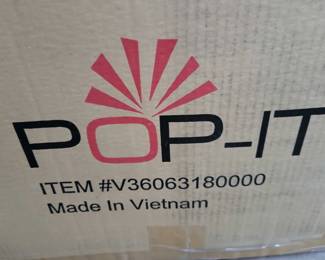 POP-IT
ITEM #V36063180000
Made In Vietnam